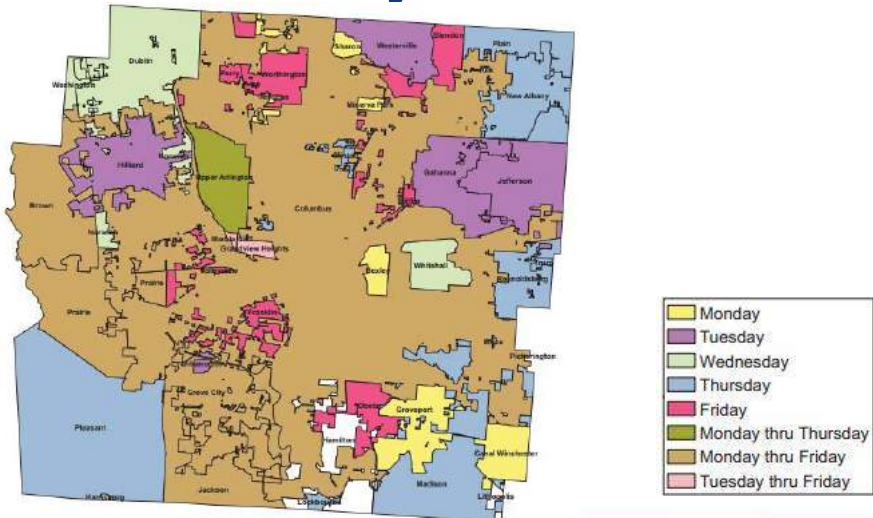 Sharon
Westerville
Blendon
Plain
Dublin
Washington
Perry
Worthington
New Albany
Minerva Park
Hilliard
Upper Arlington
Gahanna
Jefferson
Brown
Columbus
Norwich
Marble Cliff
Grandview Heights
Bexley
Whitehall
Reynoldsburg
Prairie
Prairie
Franklin
Pickerington
Grove City
Pleasant
Groveport
Hamilton
Canal Winchester
Madison
Jackson
Harrisburg
Lockbourne
Lithopolis
Monday
Tuesday
Wednesday
Thursday
Friday
Monday thru Thursday
Monday thru Friday
Tuesday thru Friday